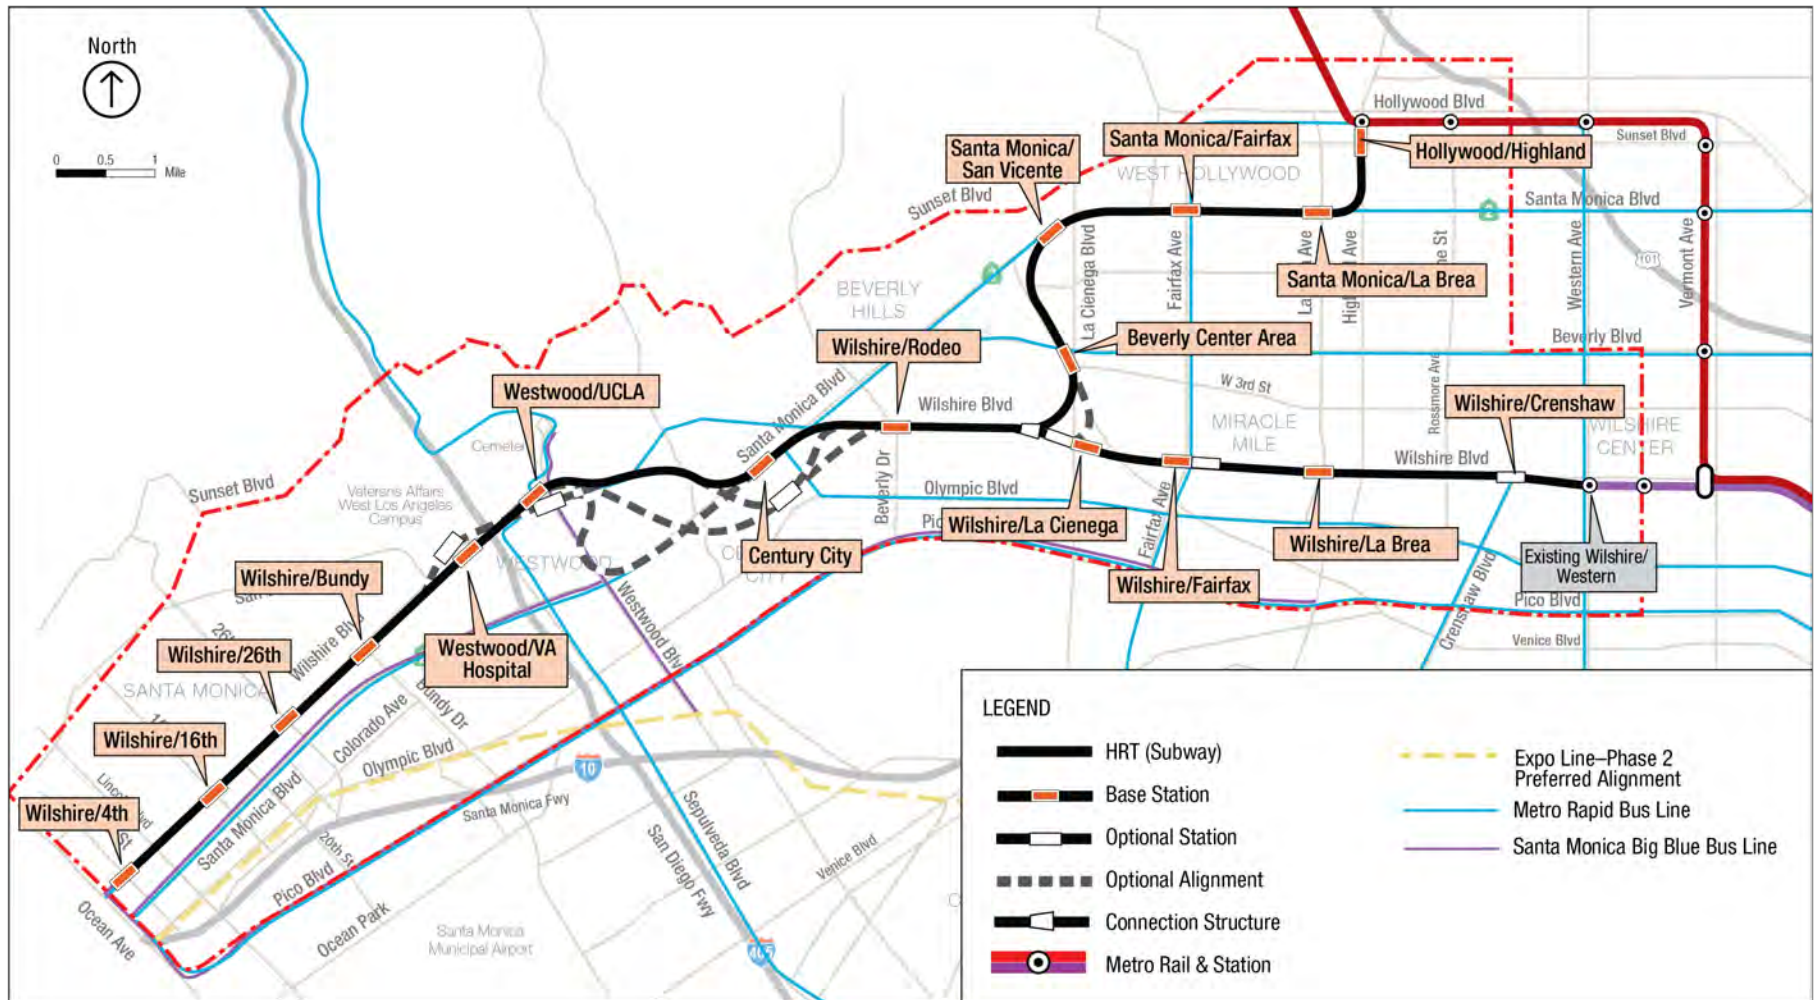 North
0 0.5 1
Mile
Hollywood Blvd
Sunset Blvd
Santa Monica/Fairfax
Santa Monica/
San Vicente
Hollywood/Highland
WEST HOLLYWOOD
Sunset Blvd
Santa Monica Blvd
2
La Cienega Blvd
Fairfax Ave
Western Ave
Vermont Ave
101
Santa Monica/La Brea
BEVERLY
HILLS
Wilshire/Rodeo
Beverly Center Area
Beverly Blvd
W 3rd St
Rossmore Ave
Westwood/UCLA
Santa Monica Blvd
Wilshire Blvd
Wilshire/Crenshaw
MIRACLE
MILE
WILSHIRE
CENTER
Wilshire Blvd
Sunset Blvd
Veterans Affairs
West Los Angeles
Campus
Beverly Dr
Olympic Blvd
Fairfax Ave
Wilshire/La Cienega
Century City
CITY
Wilshire/La Brea
Existing Wilshire/
Western
WESTWOOD
Wilshire/Bundy
Wilshire/Fairfax
Crenshaw Blvd
Pico Blvd
Venice Blvd
Wilshire Blvd
Wilshire/26th
Westwood/VA
Hospital
Westwood Blv
SANTA MONICA
Bundy Dr
Colorado Ave
Wilshire/16th
Olympic Blvd
10
Santa Monica Fwy
Santa Monica Blvd
Wilshire/4th
20th St
Sepulveda Blvd
San Diego Fwy
Venice Blvd
Pico Blvd
Ocean Park
Ocean Ave
Santa Monica
Municipal Airport
405
LEGEND
HRT (Subway)
Base Station
Optional Station
Optional Alignment
Connection Structure
Metro Rail & Station
Expo Line–Phase 2
Preferred Alignment
Metro Rapid Bus Line
Santa Monica Big Blue Bus Line